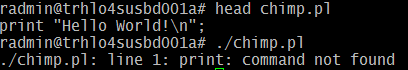 radmin@trhlo4susbd001a# head chimp.pl
print "Hello World!\n";
radmin@trhlo4susbd001a# ./chimp.pl
./chimp.pl: line 1: print: command not found